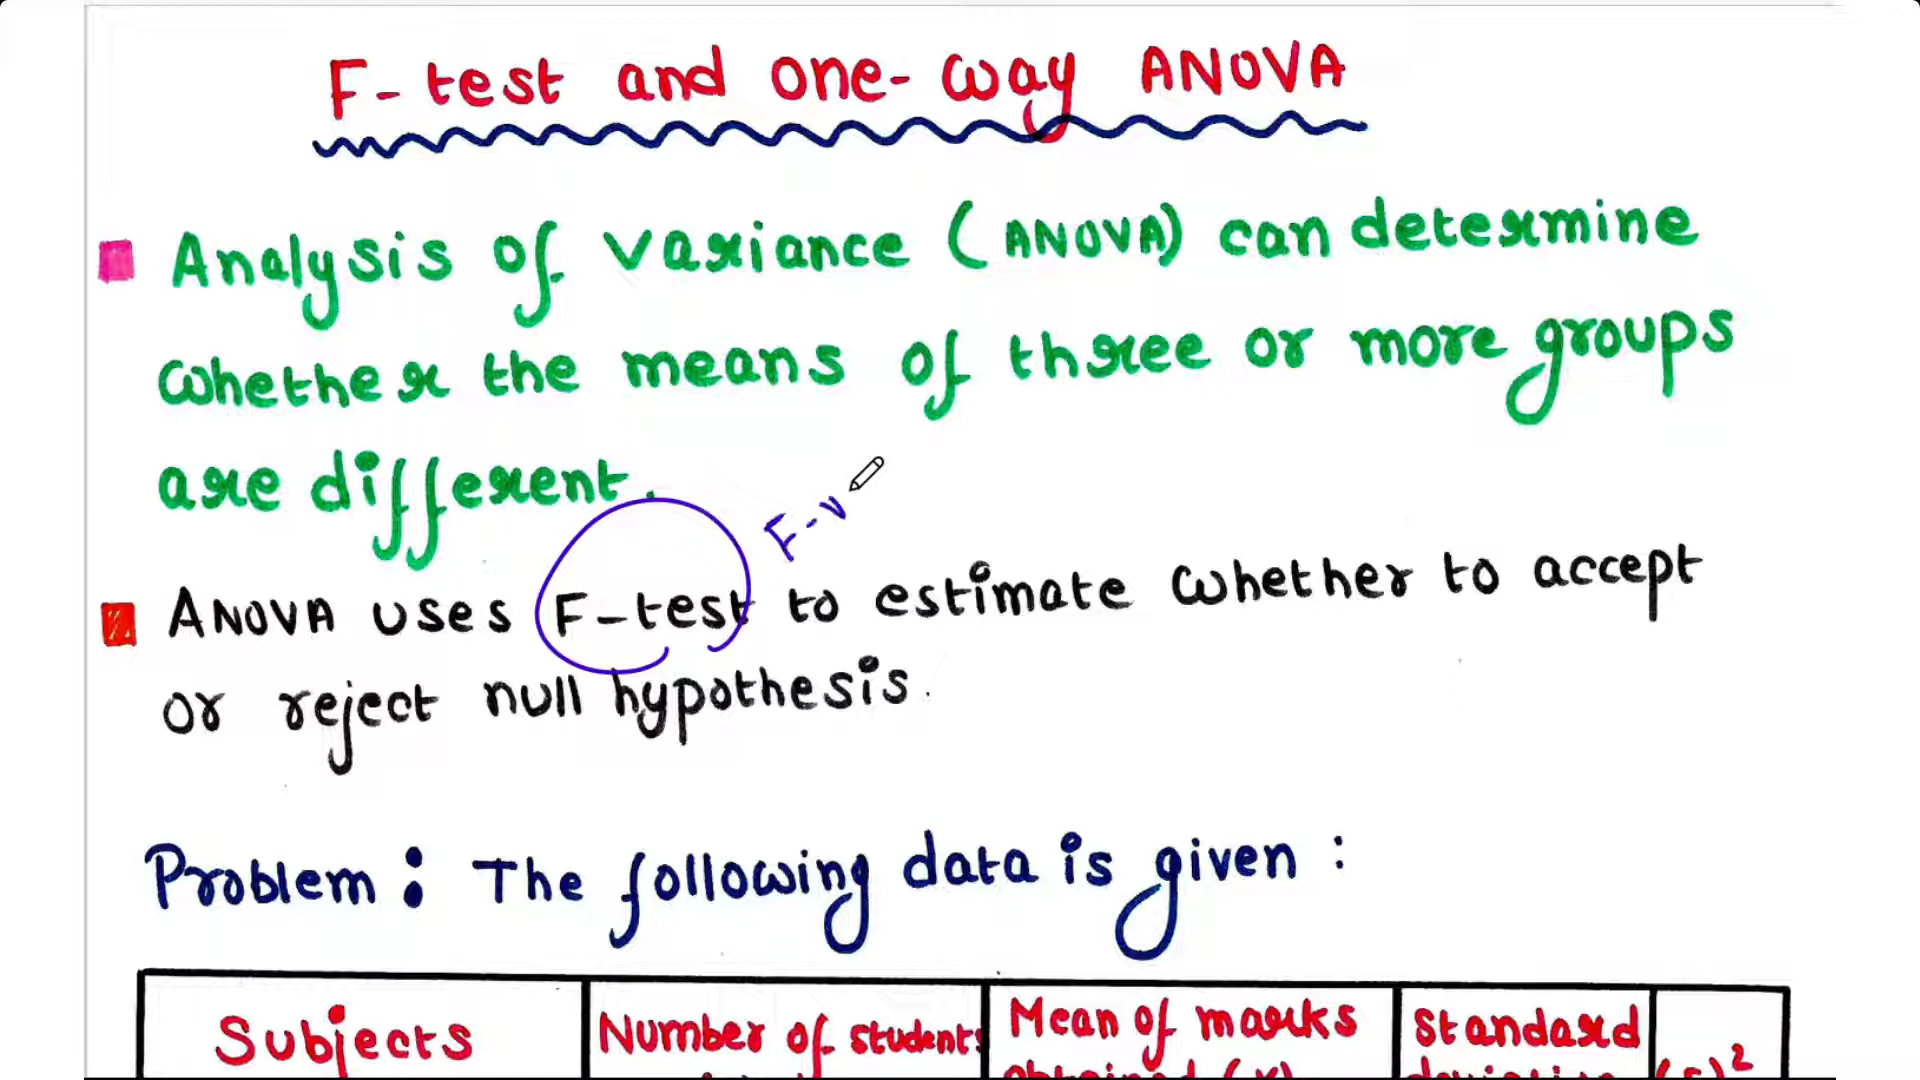 F-test and one-way ANOVA
Analysis of variance (ANOVA) can determine
whether the means of three or more groups
are different.
F-v
ANOVA uses F-test to estimate whether to accept
or reject null hypothesis.
Problem: The following data is given :
Subjects Number of students Mean of marks Standard
obtained (x) deviation (s)²